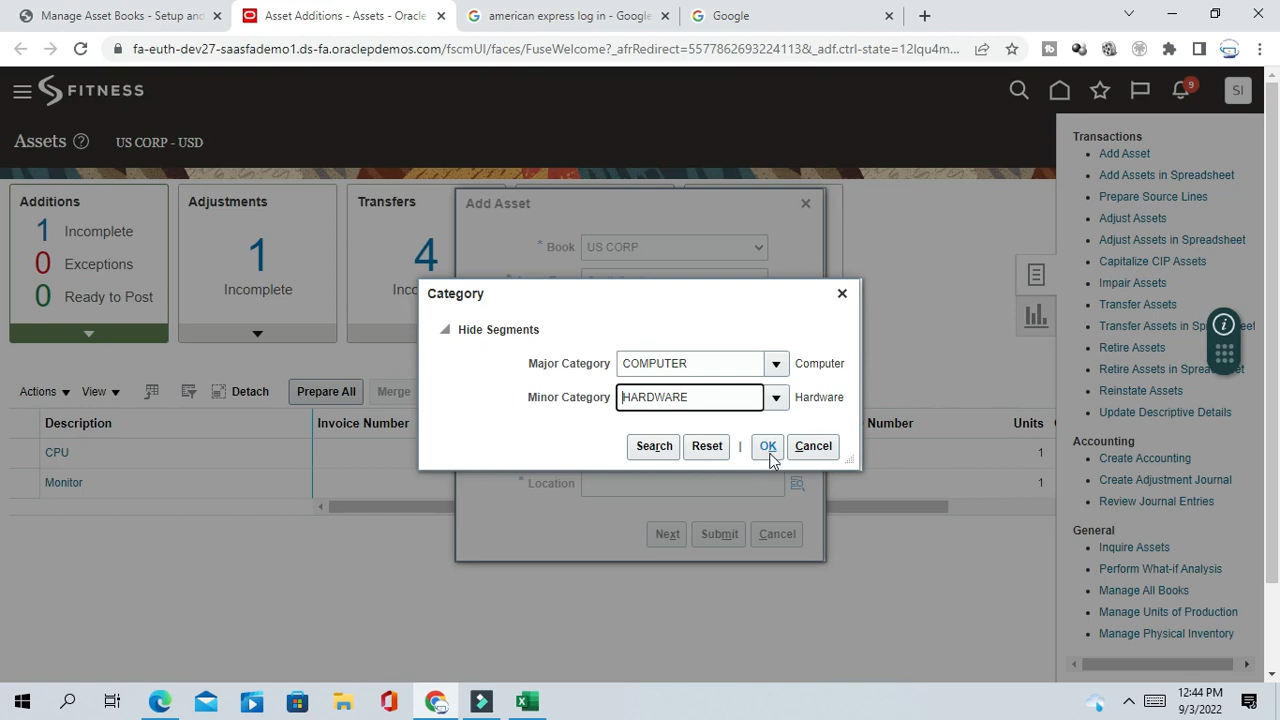 Manage Asset Books - Setup and
Asset Additions - Assets - Oracle
american express log in - Google
Google
fa-euth-dev27-saasfademo1.ds-fa.oraclepdemos.com/fscmUI/faces/FuseWelcome?_afrRedirect=5577862693224113&_adf.ctrl-state=12lqu4m...
FITNESS
9
SI
Assets
US CORP - USD
Additions
1 Incomplete
0 Exceptions
0 Ready to Post
Adjustments
1
Incomplete
Transfers
4
Inc
Add Asset
* Book US CORP
Category
Hide Segments
Major Category COMPUTER Computer
Minor Category HARDWARE Hardware
Search Reset | OK Cancel
* Location
Next Submit Cancel
Actions View Detach Prepare All Merge
Description Invoice Number Number Units
CPU 1
Monitor 1
Transactions
Add Asset
Add Assets in Spreadsheet
Prepare Source Lines
Adjust Assets
Adjust Assets in Spreadsheet
Capitalize CIP Assets
Impair Assets
Transfer Assets
Transfer Assets in Spreadsheet
Retire Assets
Retire Assets in Spreadsheet
Reinstate Assets
Update Descriptive Details
Accounting
Create Accounting
Create Adjustment Journal
Review Journal Entries
General
Inquire Assets
Perform What-if Analysis
Manage All Books
Manage Units of Production
Manage Physical Inventory
12:44 PM
9/3/2022